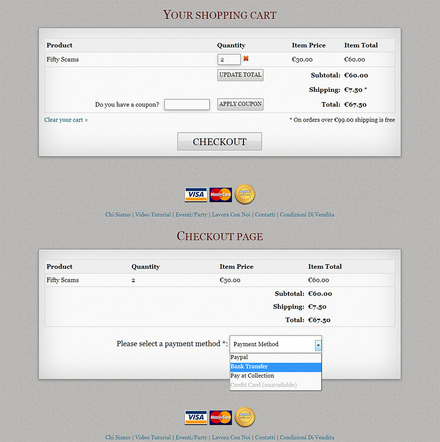 YOUR SHOPPING CART
Product Quantity Item Price Item Total
Fifty Scams 2 €30.00 €60.00
UPDATE TOTAL Subtotal: €60.00
Shipping: €7.50 *
Do you have a coupon? APPLY COUPON Total: €67.50
Clear your cart × * On orders over €99.00 shipping is free
CHECKOUT
VISA MasterCard
Chi Siamo | Video Tutorial | Eventi/Party | Lavora Con Noi | Contatti | Condizioni Di Vendita
CHECKOUT PAGE
Product Quantity Item Price Item Total
Fifty Scams 2 €30.00 €60.00
Subtotal: €60.00
Shipping: €7.50
Total: €67.50
Please select a payment method *: Payment Method
Paypal
Bank Transfer
Pay at Collection
Credit Card (unavailable)
VISA MasterCard
Chi Siamo | Video Tutorial | Eventi/Party | Lavora Con Noi | Contatti | Condizioni Di Vendita